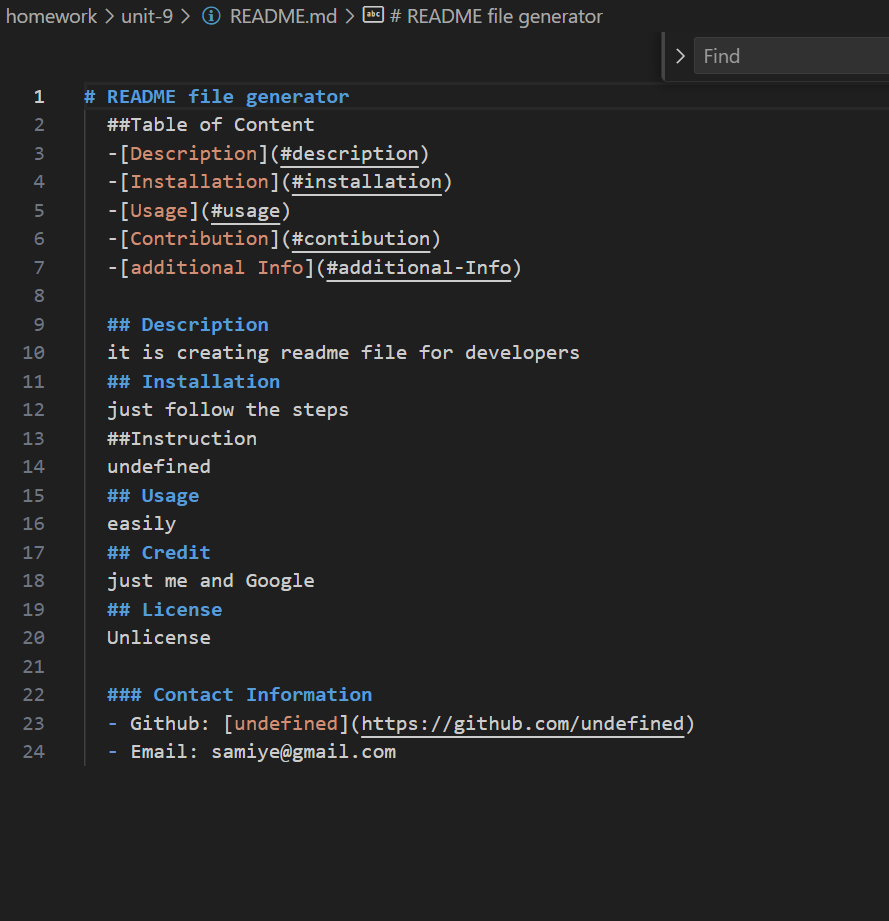 homework > unit-9 > README.md > # README file generator
> Find
1 # README file generator
2 ##Table of Content
3 -[Description](#description)
4 -[Installation](#installation)
5 -[Usage](#usage)
6 -[Contribution](#contibution)
7 -[additional Info](#additional-Info)
8
9 ## Description
10 it is creating readme file for developers
11 ## Installation
12 just follow the steps
13 ##Instruction
14 undefined
15 ## Usage
16 easily
17 ## Credit
18 just me and Google
19 ## License
20 Unlicense
21
22 ### Contact Information
23 - Github: [undefined](https://github.com/undefined)
24 - Email: samiye@gmail.com